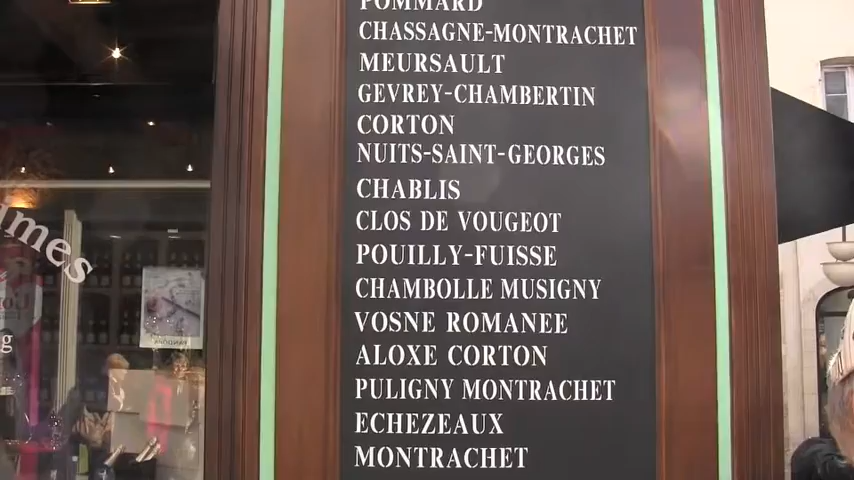 POMMARD
CHASSAGNE-MONTRACHET
MEURSAULT
GEVREY-CHAMBERTIN
CORTON
NUITS-SAINT-GEORGES
CHABLIS
CLOS DE VOUGEOT
POUILLY-FUISSE
CHAMBOLLE MUSIGNY
VOSNE ROMANEE
ALOXE CORTON
PULIGNY MONTRACHET
ECHEZEAUX
MONTRACHET